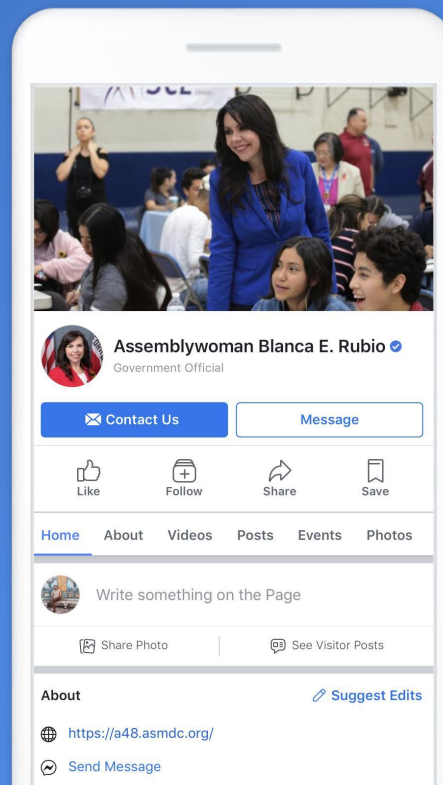 Assemblywoman Blanca E. Rubio
Government Official
Contact Us
Message
Like
Follow
Share
Save
Home About Videos Posts Events Photos
Write something on the Page
Share Photo
See Visitor Posts
About
Suggest Edits
https://a48.asmdc.org/
Send Message